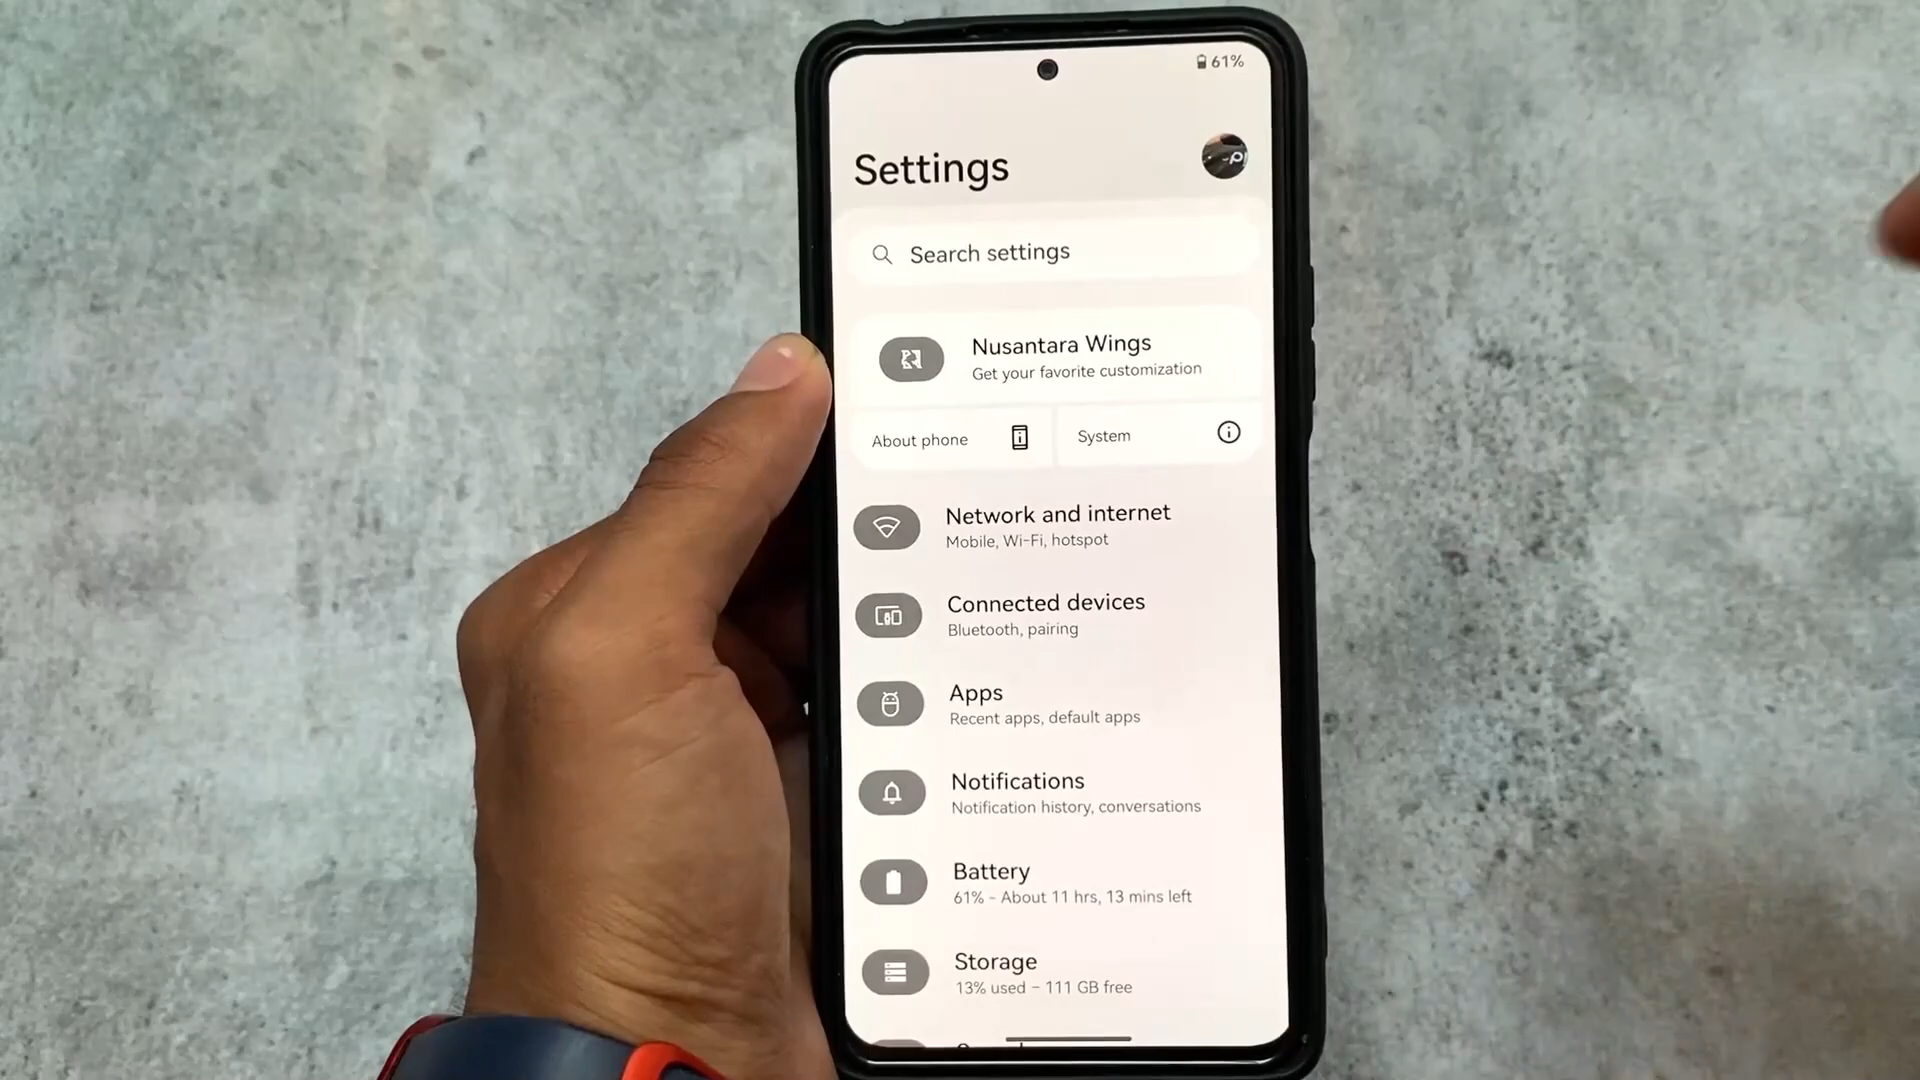 61%
Settings
Search settings
Nusantara Wings
Get your favorite customization
About phone
System
Network and internet
Mobile, Wi-Fi, hotspot
Connected devices
Bluetooth, pairing
Apps
Recent apps, default apps
Notifications
Notification history, conversations
Battery
61% - About 11 hrs, 13 mins left
Storage
13% used - 111 GB free